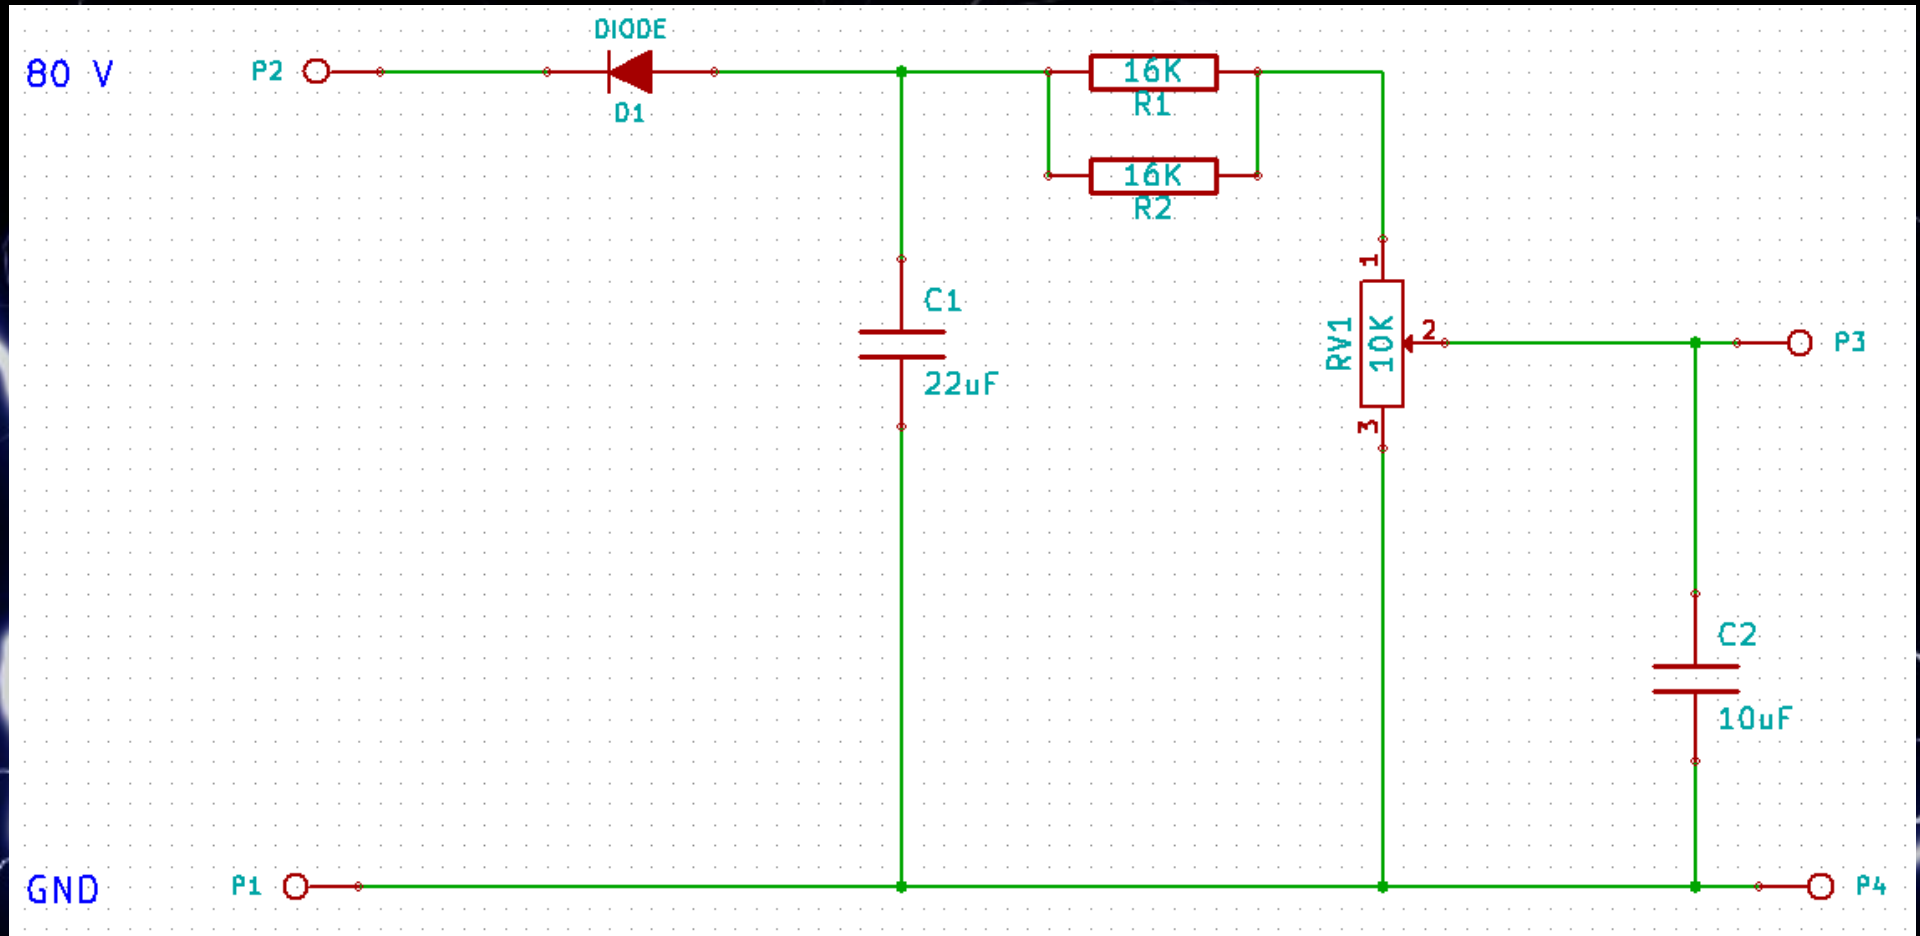 DIODE
80 V
P2
D1
16K
R1
16K
R2
1
C1
RV1
10K
2
P3
22uF
3
C2
10uF
GND
P1
P4